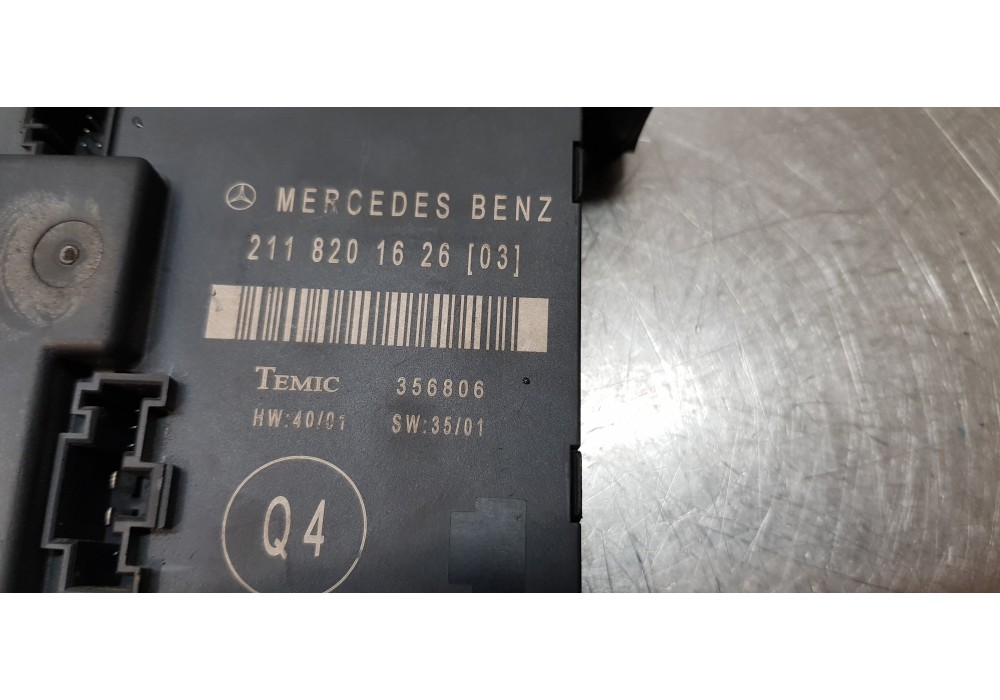 MERCEDES BENZ
211 820 16 26 [03]
TEMIC 356806
HW:40/01 SW:35/01
Q4